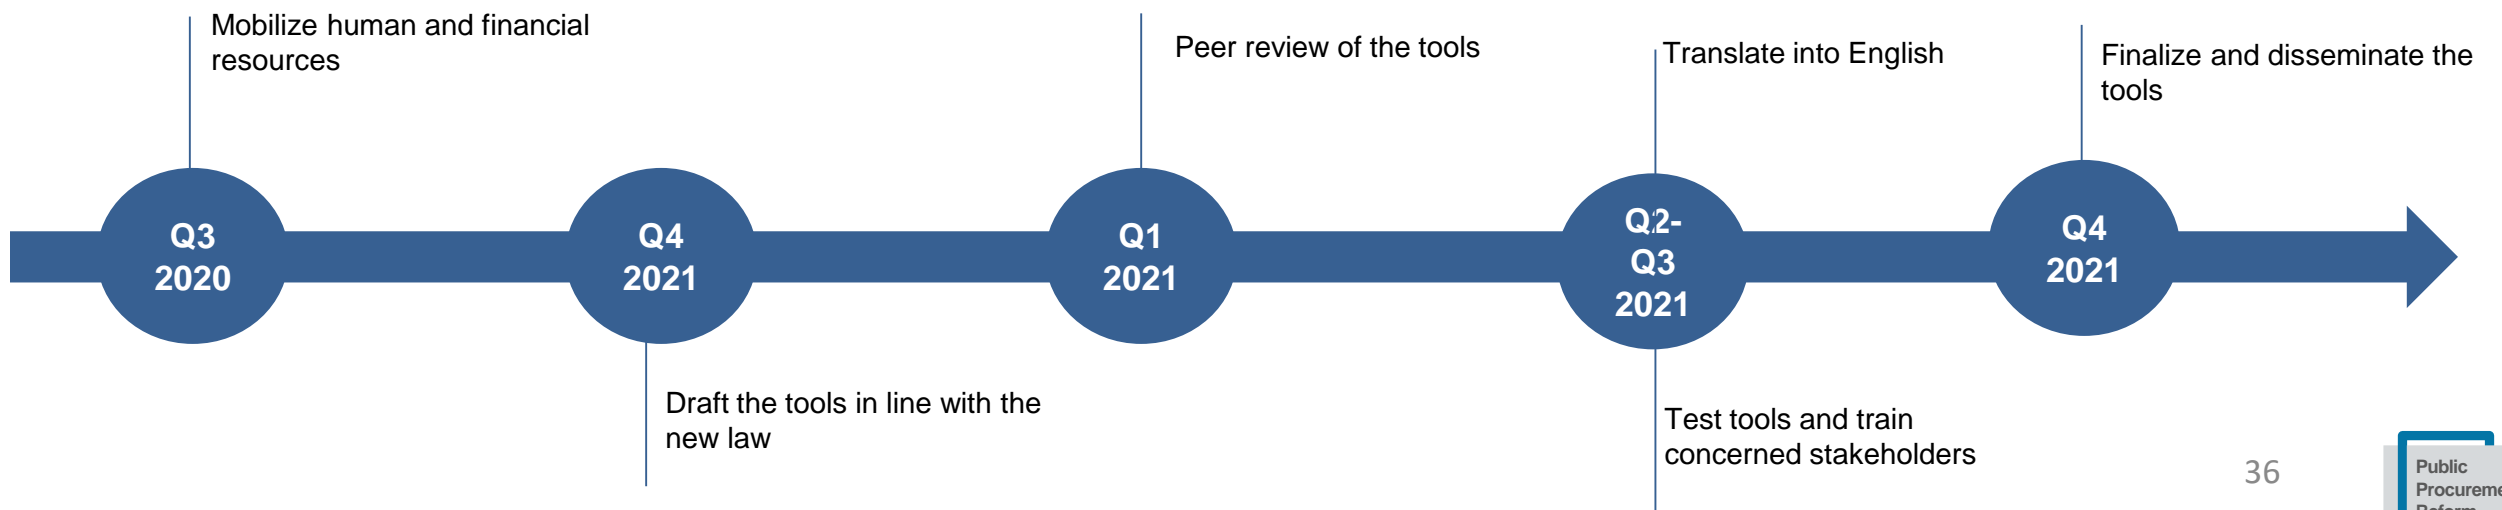 Mobilize human and financial
resources
Peer review of the tools
Translate into English
Finalize and disseminate the
tools
Q3
2020
Q4
2021
Q1
2021
Q2-
Q3
2021
Q4
2021
Draft the tools in line with the
new law
Test tools and train
concerned stakeholders
36
Public